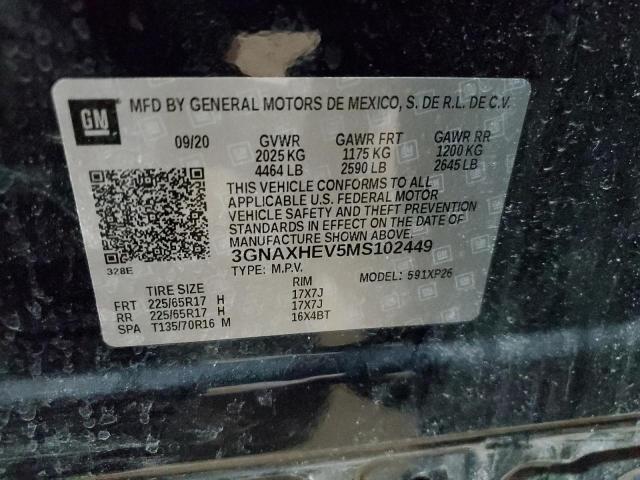 GM
MFD BY GENERAL MOTORS DE MEXICO, S. DE R.L. DE C.V.
09/20 GVWR GAWR FRT GAWR RR
2025 KG 1175 KG 1200 KG
4464 LB 2590 LB 2645 LB
THIS VEHICLE CONFORMS TO ALL
APPLICABLE U.S. FEDERAL MOTOR
VEHICLE SAFETY AND THEFT PREVENTION
STANDARDS IN EFFECT ON THE DATE OF
MANUFACTURE SHOWN ABOVE.
3GNAXHEV5MS102449
328E TYPE: M.P.V. MODEL: 591XP26
TIRE SIZE RIM
FRT 225/65R17 H 17X7J
RR 225/65R17 H 17X7J
SPA T135/70R16 M 16X4BT